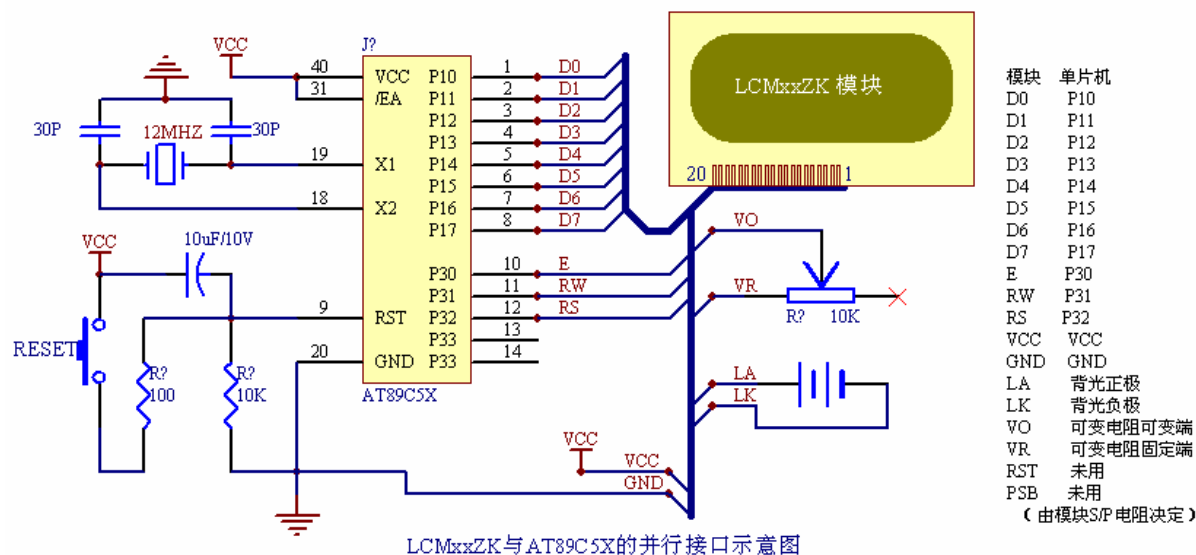 VCC
J?
40
VCC
P10
1
D0
31
/EA
P11
2
D1
P12
3
D2
P13
4
D3
19
X1
P14
5
D4
P15
6
D5
18
X2
P16
7
D6
P17
8
D7
30P
12MHZ
30P
LCMxxZK 模块
20
1
VCC
10uF/10V
RESET
R?
100
R?
10K
P30
10
E
P31
11
RW
9
RST
P32
12
RS
P33
13
20
GND
P33
14
AT89C5X
VO
VR
R? 10K
LA
LK
VCC
VCC
GND
模块 单片机
D0 P10
D1 P11
D2 P12
D3 P13
D4 P14
D5 P15
D6 P16
D7 P17
E P30
RW P31
RS P32
VCC VCC
GND GND
LA 背光正极
LK 背光负极
VO 可变电阻可变端
VR 可变电阻固定端
RST 未用
PSB 未用
（由模块S/P电阻决定）
LCMxxZK与AT89C5X的并行接口示意图